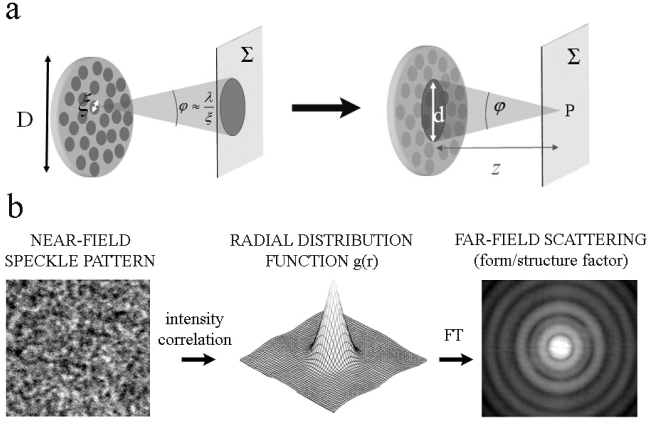 a
D
ξ
φ ≈ λ/ξ
Σ
d
φ
z
P
Σ
b
NEAR-FIELD
SPECKLE PATTERN
intensity
correlation
RADIAL DISTRIBUTION
FUNCTION g(r)
FT
FAR-FIELD SCATTERING
(form/structure factor)